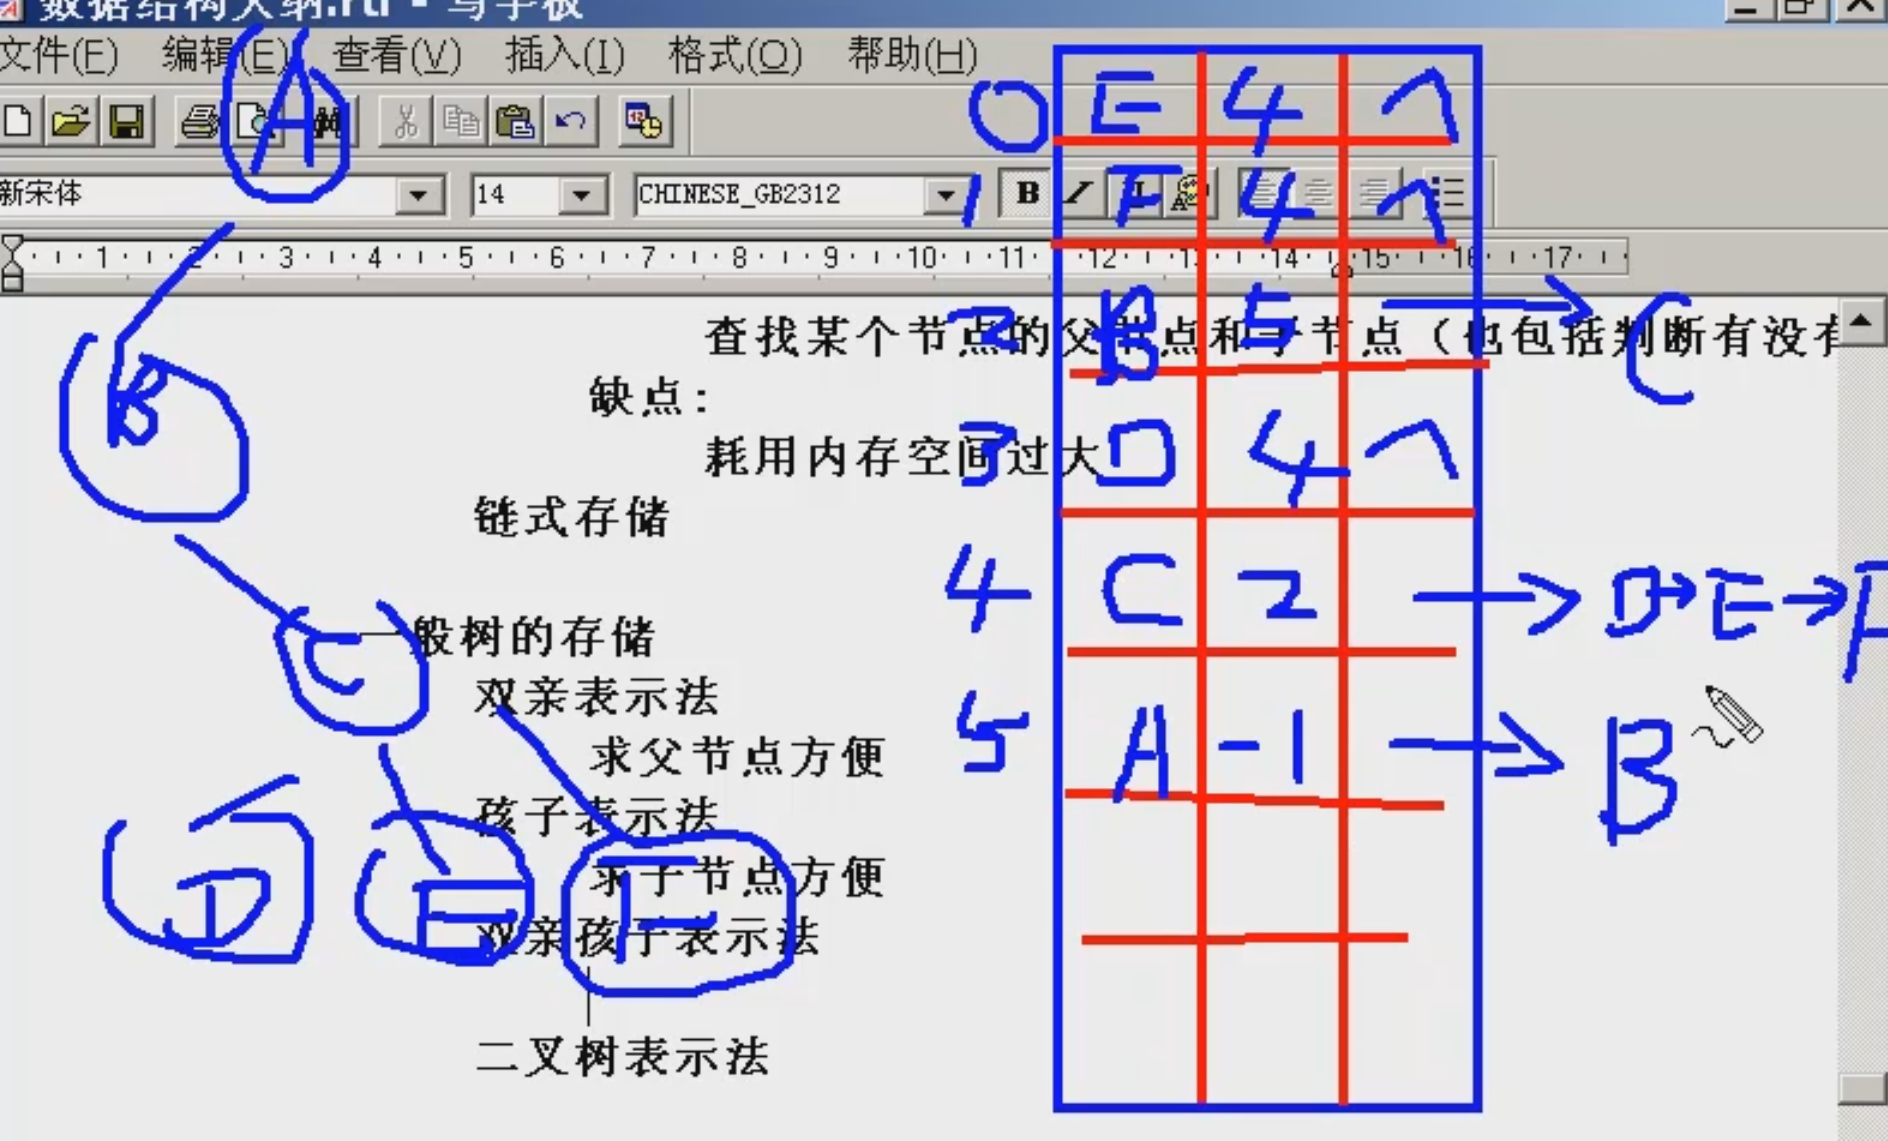 数据结构大纲.rtf - 写字板
文件(F) 编辑(E) 查看(V) 插入(I) 格式(O) 帮助(H)
新宋体 14 CHINESE_GB2312 B
1 2 3 4 5 6 7 8 9 10 11 12 13 14 15 16 17
查找某个节点的父节点和子节点（也包括判断有没有
缺点：
耗用内存空间过大
链式存储
一般树的存储
双亲表示法
求父节点方便
孩子表示法
求子节点方便
双亲孩子表示法
二叉树表示法
A
B
C
D E F
0 E 4 ^
1 F 4 ^
2 B 5 → C
3 D 4 ^
4 C 2 → D → E → F
5 A -1 → B